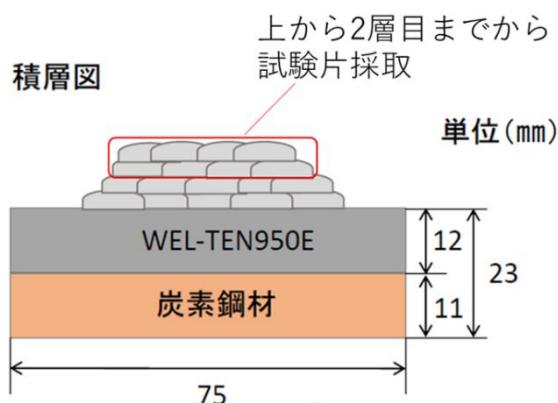 上から2層目までから
試験片採取
積層図
単位(mm)
WEL-TEN950E
12
23
炭素鋼材
11
75